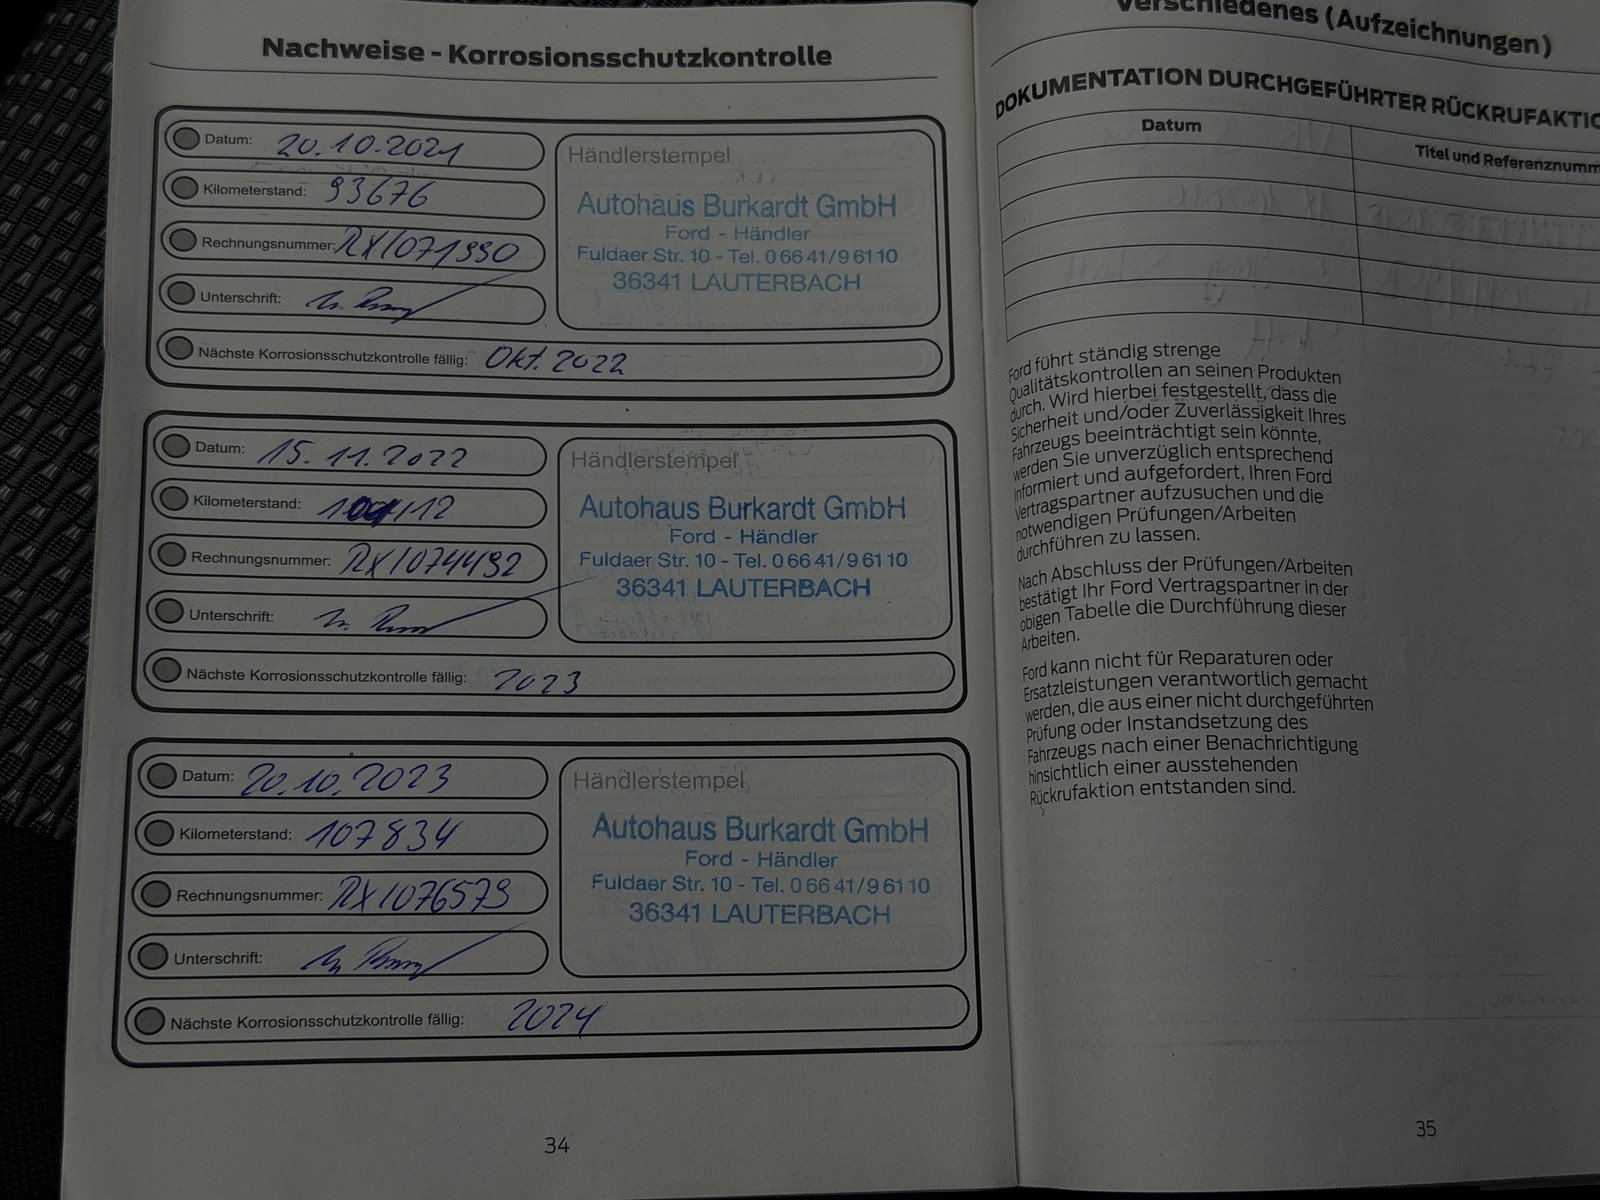 Nachweise - Korrosionsschutzkontrolle
Datum: 20.10.2021
Kilometerstand: 93676
Rechnungsnummer: RX1071990
Unterschrift:
Nächste Korrosionsschutzkontrolle fällig: Okt. 2022
Händlerstempel
Autohaus Burkardt GmbH
Ford - Händler
Fuldaer Str. 10 - Tel. 0 66 41/9 61 10
36341 LAUTERBACH
Datum: 15.11.2022
Kilometerstand:
Rechnungsnummer: RX1074492
Unterschrift:
Nächste Korrosionsschutzkontrolle fällig: 2023
Händlerstempel
Autohaus Burkardt GmbH
Ford - Händler
Fuldaer Str. 10 - Tel. 0 66 41/9 61 10
36341 LAUTERBACH
Datum: 20.10.2023
Kilometerstand: 107834
Rechnungsnummer: RX1076579
Unterschrift:
Nächste Korrosionsschutzkontrolle fällig: 2024
Händlerstempel
Autohaus Burkardt GmbH
Ford - Händler
Fuldaer Str. 10 - Tel. 0 66 41/9 61 10
36341 LAUTERBACH
34
Verschiedenes (Aufzeichnungen)
DOKUMENTATION DURCHGEFÜHRTER RÜCKRUFAKTIO
Datum
Titel und Referenznumm
Ford führt ständig strenge
Qualitätskontrollen an seinen Produkten
durch. Wird hierbei festgestellt, dass die
Sicherheit und/oder Zuverlässigkeit Ihres
Fahrzeugs beeinträchtigt sein könnte,
werden Sie unverzüglich entsprechend
informiert und aufgefordert, Ihren Ford
Vertragspartner aufzusuchen und die
notwendigen Prüfungen/Arbeiten
durchführen zu lassen.
Nach Abschluss der Prüfungen/Arbeiten
bestätigt Ihr Ford Vertragspartner in der
obigen Tabelle die Durchführung dieser
Arbeiten.
Ford kann nicht für Reparaturen oder
Ersatzleistungen verantwortlich gemacht
werden, die aus einer nicht durchgeführten
Prüfung oder Instandsetzung des
Fahrzeugs nach einer Benachrichtigung
hinsichtlich einer ausstehenden
Rückrufaktion entstanden sind.
35